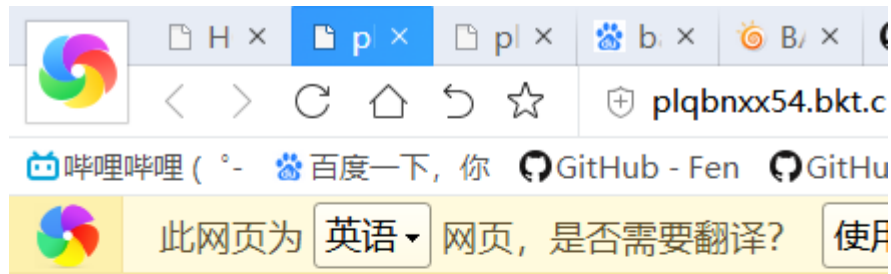 H pl pl b. B/
plqbnxx54.bkt.c
哔哩哔哩 ( ゜- 百度一下，你 GitHub - Fen GitHu
此网页为 英语 网页，是否需要翻译？ 使用